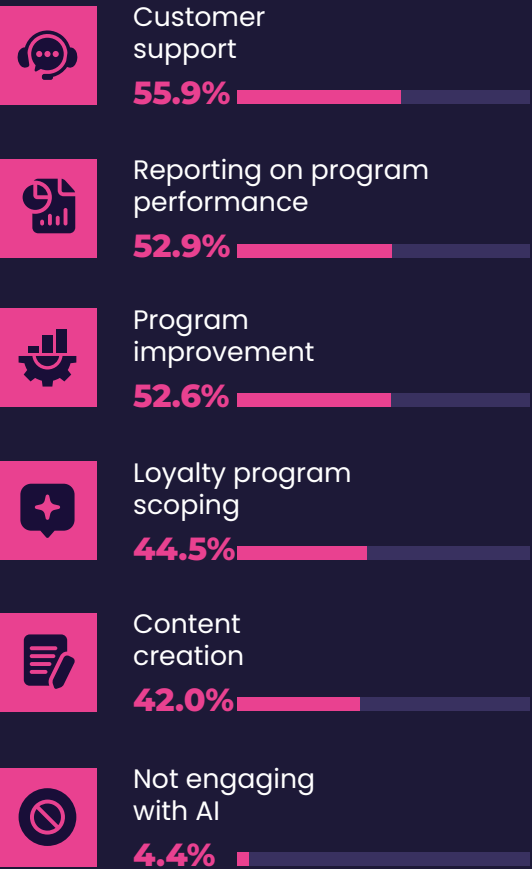 Customer
support
55.9%
Reporting on program
performance
52.9%
Program
improvement
52.6%
Loyalty program
scoping
44.5%
Content
creation
42.0%
Not engaging
with AI
4.4%